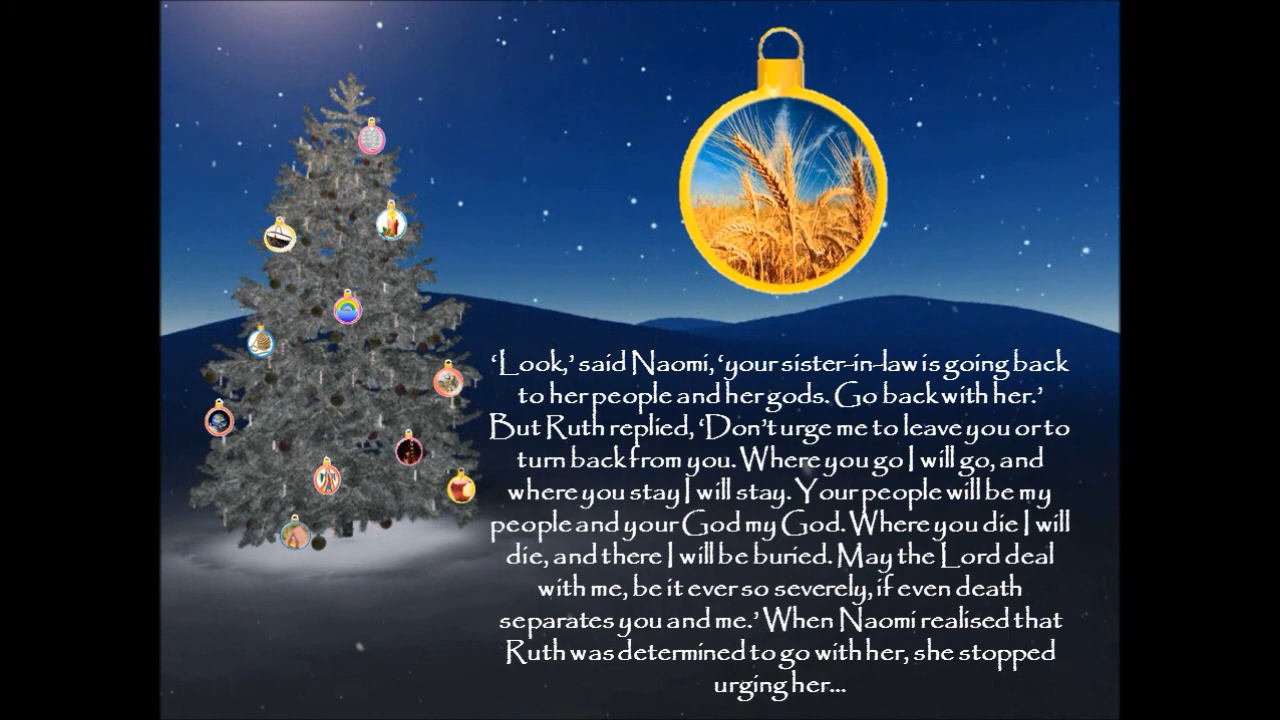 ‘Look,’ said Naomi, ‘your sister-in-law is going back
to her people and her gods. Go back with her.’
But Ruth replied, ‘Don’t urge me to leave you or to
turn back from you. Where you go I will go, and
where you stay I will stay. Your people will be my
people and your God my God. Where you die I will
die, and there I will be buried. May the Lord deal
with me, be it ever so severely, if even death
separates you and me.’ When Naomi realised that
Ruth was determined to go with her, she stopped
urging her...